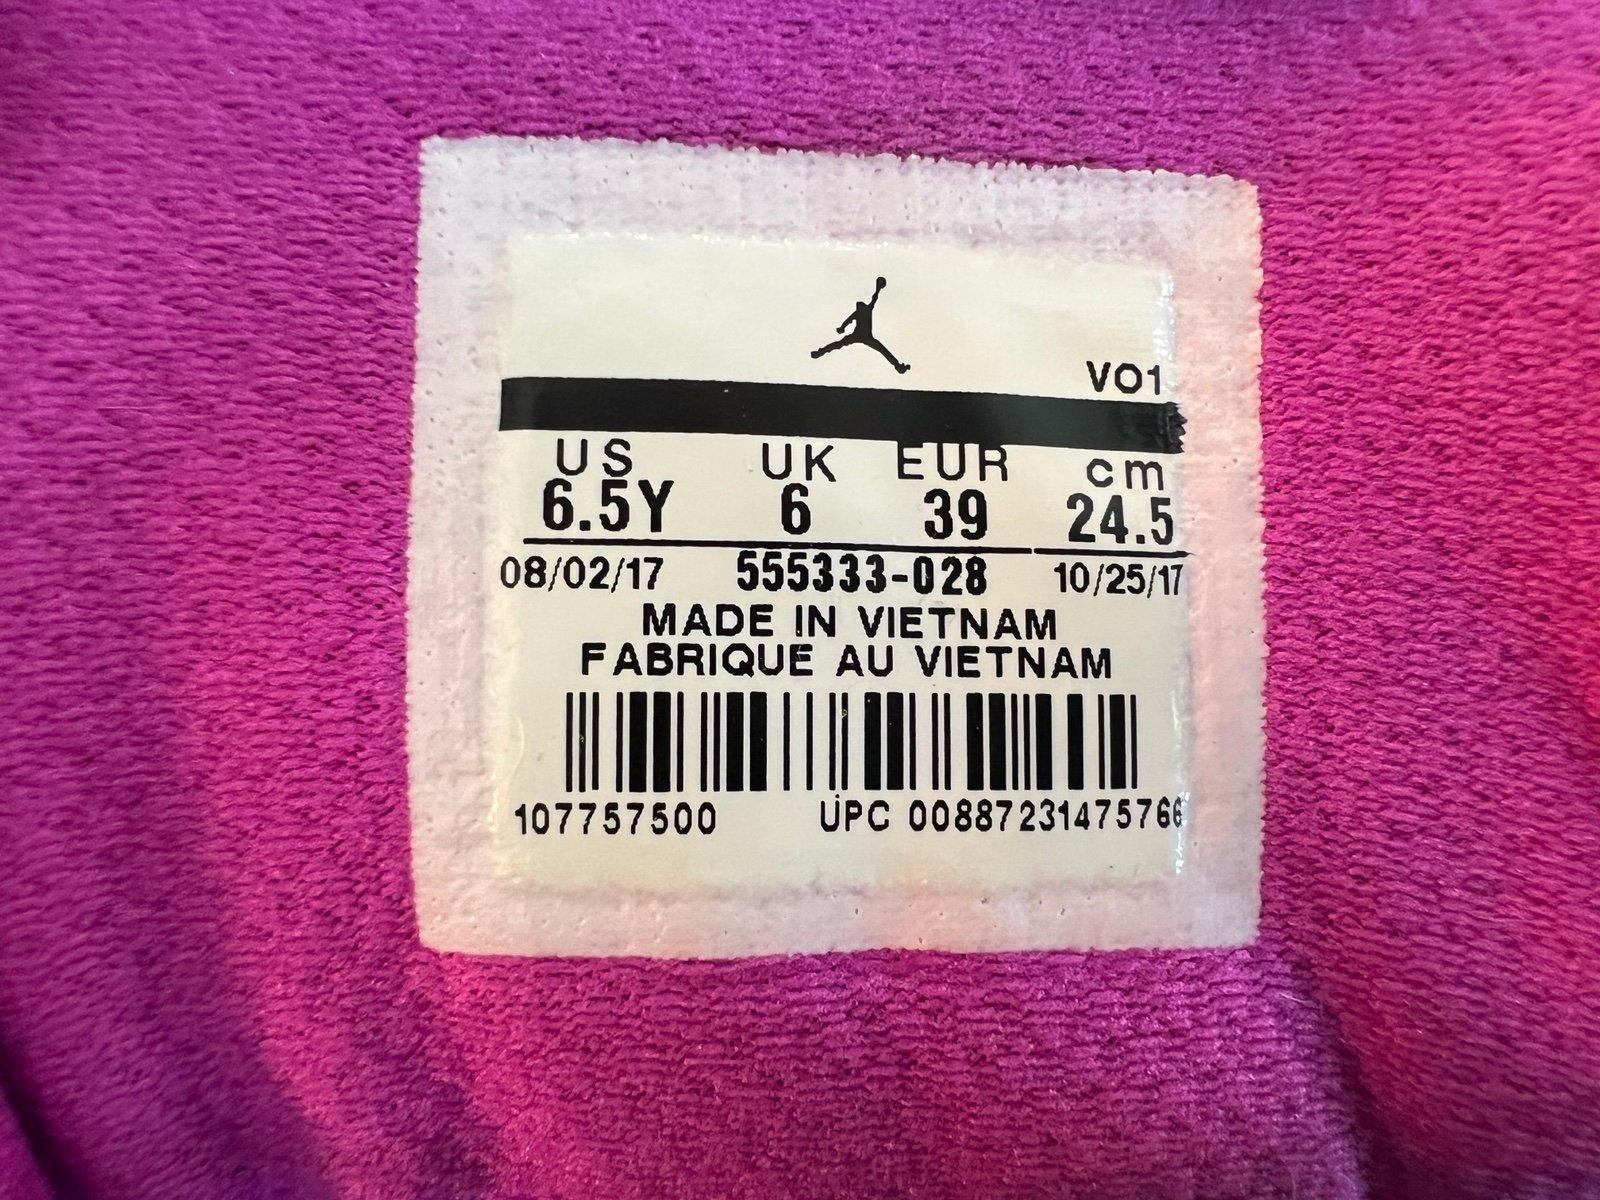 VO1
US UK EUR cm
6.5Y 6 39 24.5
08/02/17 555333-028 10/25/17
MADE IN VIETNAM
FABRIQUE AU VIETNAM
107757500 UPC 00887231475766